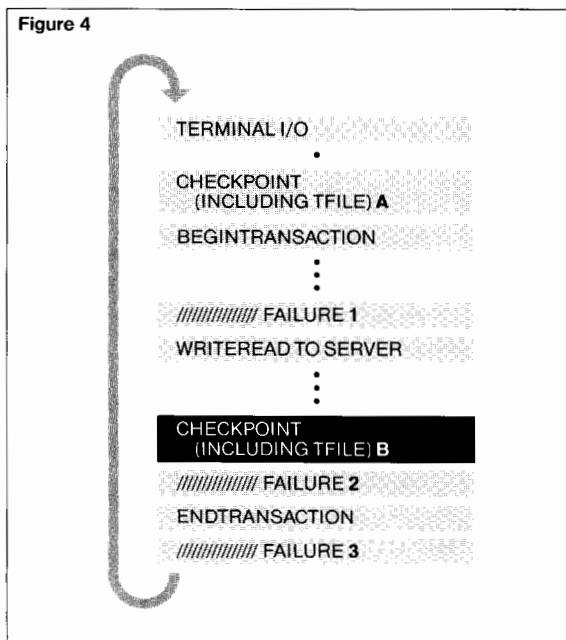 Figure 4
TERMINAL I/O
CHECKPOINT
(INCLUDING TFILE) A
BEGINTRANSACTION
//////////////// FAILURE 1
WRITEREAD TO SERVER
CHECKPOINT
(INCLUDING TFILE) B
//////////////// FAILURE 2
ENDTRANSACTION
//////////////// FAILURE 3